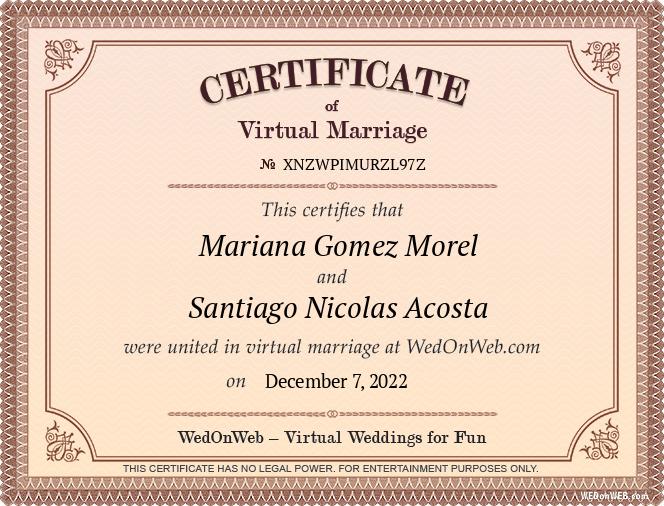 CERTIFICATE
of
Virtual Marriage
№ XNZWPIMURZL97Z
This certifies that
Mariana Gomez Morel
and
Santiago Nicolas Acosta
were united in virtual marriage at WedOnWeb.com
on December 7, 2022
WedOnWeb – Virtual Weddings for Fun
THIS CERTIFICATE HAS NO LEGAL POWER. FOR ENTERTAINMENT PURPOSES ONLY.
WEDonWEB.com